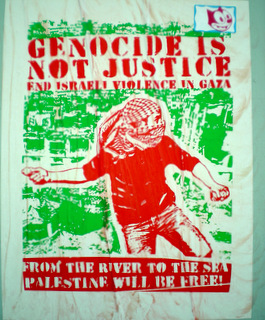 GENOCIDE IS
NOT JUSTICE
END ISRAELI VIOLENCE IN GAZA
FROM THE RIVER TO THE SEA
PALESTINE WILL BE FREE!